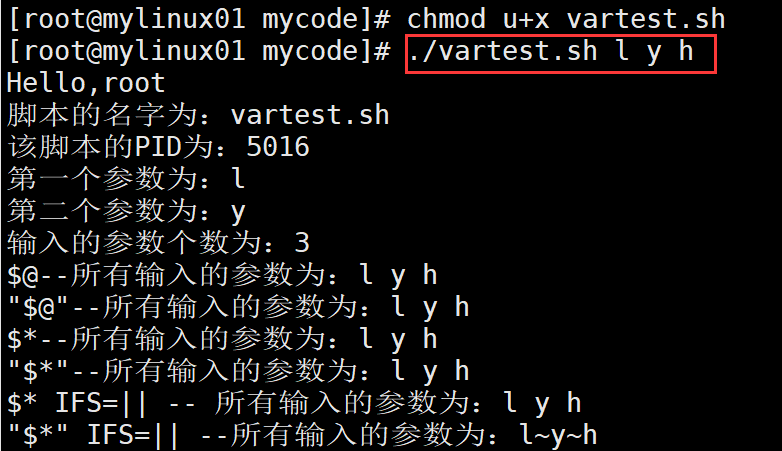 [root@mylinux01 mycode]# chmod u+x vartest.sh
[root@mylinux01 mycode]# ./vartest.sh l y h
Hello,root
脚本的名字为：vartest.sh
该脚本的PID为：5016
第一个参数为：l
第二个参数为：y
输入的参数个数为：3
$@--所有输入的参数为：l y h
"$@"--所有输入的参数为：l y h
$*--所有输入的参数为：l y h
"$*"--所有输入的参数为：l y h
$* IFS=|| -- 所有输入的参数为：l y h
"$*" IFS=|| --所有输入的参数为：l~y~h